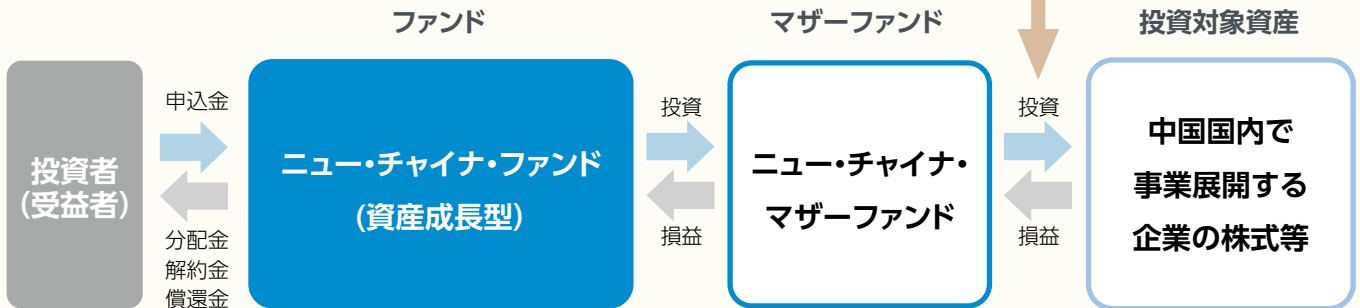 ファンド
マザーファンド
投資対象資産
投資者
(受益者)
申込金
分配金
解約金
償還金
ニュー・チャイナ・ファンド
(資産成長型)
投資
損益
ニュー・チャイナ・
マザーファンド
投資
損益
中国国内で
事業展開する
企業の株式等